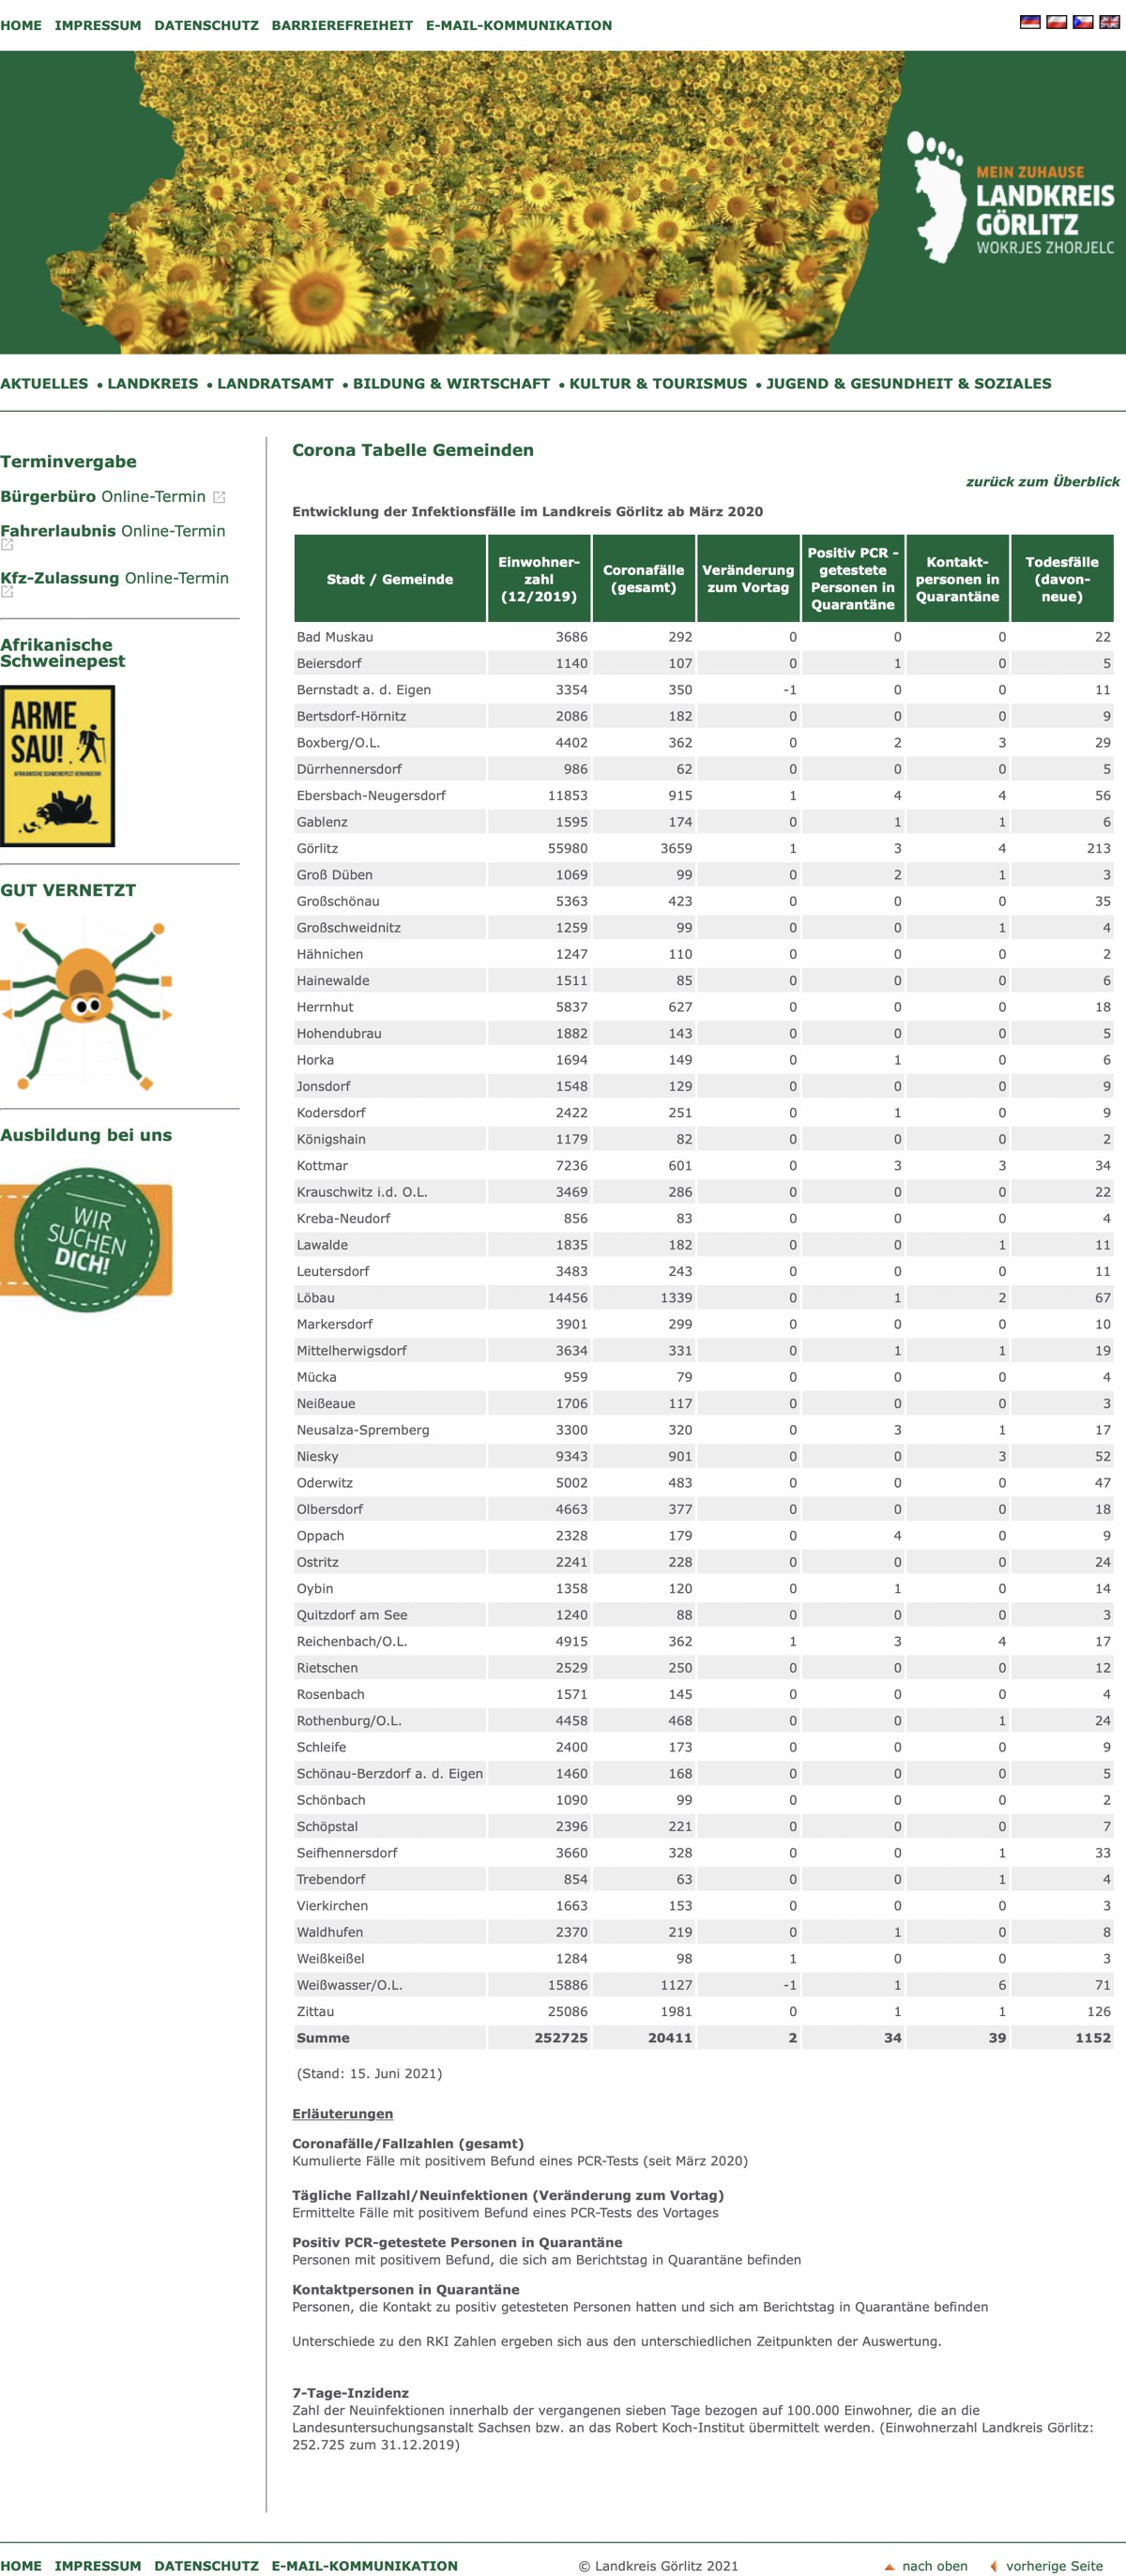 HOME IMPRESSUM DATENSCHUTZ BARRIEREFREIHEIT E-MAIL-KOMMUNIKATION
MEIN ZUHAUSE
LANDKREIS
GÖRLITZ
WOKRJES ZHORJELC
AKTUELLES • LANDKREIS • LANDRATSAMT • BILDUNG & WIRTSCHAFT • KULTUR & TOURISMUS • JUGEND & GESUNDHEIT & SOZIALES
Terminvergabe
Bürgerbüro Online-Termin
Fahrerlaubnis Online-Termin
Kfz-Zulassung Online-Termin
Afrikanische
Schweinepest
ARME
SAU!
AFRIKANISCHE SCHWEINEPEST VERHINDERN!
GUT VERNETZT
Ausbildung bei uns
WIR
SUCHEN
DICH!
Corona Tabelle Gemeinden
zurück zum Überblick
Entwicklung der Infektionsfälle im Landkreis Görlitz ab März 2020
Stadt / Gemeinde Einwohner-zahl (12/2019) Coronafälle (gesamt) Veränderung zum Vortag Positiv PCR - getestete Personen in Quarantäne Kontakt-personen in Quarantäne Todesfälle (davon-neue)
Bad Muskau 3686 292 0 0 0 22
Beiersdorf 1140 107 0 1 0 5
Bernstadt a. d. Eigen 3354 350 -1 0 0 11
Bertsdorf-Hörnitz 2086 182 0 0 0 9
Boxberg/O.L. 4402 362 0 2 3 29
Dürrhennersdorf 986 62 0 0 0 5
Ebersbach-Neugersdorf 11853 915 1 4 4 56
Gablenz 1595 174 0 1 1 6
Görlitz 55980 3659 1 3 4 213
Groß Düben 1069 99 0 2 1 3
Großschönau 5363 423 0 0 0 35
Großschweidnitz 1259 99 0 0 1 4
Hähnichen 1247 110 0 0 0 2
Hainewalde 1511 85 0 0 0 6
Herrnhut 5837 627 0 0 0 18
Hohendubrau 1882 143 0 0 0 5
Horka 1694 149 0 1 0 6
Jonsdorf 1548 129 0 0 0 9
Kodersdorf 2422 251 0 1 0 9
Königshain 1179 82 0 0 0 2
Kottmar 7236 601 0 3 3 34
Krauschwitz i.d. O.L. 3469 286 0 0 0 22
Kreba-Neudorf 856 83 0 0 0 4
Lawalde 1835 182 0 0 1 11
Leutersdorf 3483 243 0 0 0 11
Löbau 14456 1339 0 1 2 67
Markersdorf 3901 299 0 0 0 10
Mittelherwigsdorf 3634 331 0 1 1 19
Mücka 959 79 0 0 0 4
Neißeaue 1706 117 0 0 0 3
Neusalza-Spremberg 3300 320 0 3 1 17
Niesky 9343 901 0 0 3 52
Oderwitz 5002 483 0 0 0 47
Olbersdorf 4663 377 0 0 0 18
Oppach 2328 179 0 4 0 9
Ostritz 2241 228 0 0 0 24
Oybin 1358 120 0 1 0 14
Quitzdorf am See 1240 88 0 0 0 3
Reichenbach/O.L. 4915 362 1 3 4 17
Rietschen 2529 250 0 0 0 12
Rosenbach 1571 145 0 0 0 4
Rothenburg/O.L. 4458 468 0 0 1 24
Schleife 2400 173 0 0 0 9
Schönau-Berzdorf a. d. Eigen 1460 168 0 0 0 5
Schönbach 1090 99 0 0 0 2
Schöpstal 2396 221 0 0 0 7
Seifhennersdorf 3660 328 0 0 1 33
Trebendorf 854 63 0 0 1 4
Vierkirchen 1663 153 0 0 0 3
Waldhufen 2370 219 0 1 0 8
Weißkeißel 1284 98 1 0 0 3
Weißwasser/O.L. 15886 1127 -1 1 6 71
Zittau 25086 1981 0 1 1 126
Summe 252725 20411 2 34 39 1152
(Stand: 15. Juni 2021)
Erläuterungen
Coronafälle/Fallzahlen (gesamt)
Kumulierte Fälle mit positivem Befund eines PCR-Tests (seit März 2020)
Tägliche Fallzahl/Neuinfektionen (Veränderung zum Vortag)
Ermittelte Fälle mit positivem Befund eines PCR-Tests des Vortages
Positiv PCR-getestete Personen in Quarantäne
Personen mit positivem Befund, die sich am Berichtstag in Quarantäne befinden
Kontaktpersonen in Quarantäne
Personen, die Kontakt zu positiv getesteten Personen hatten und sich am Berichtstag in Quarantäne befinden
Unterschiede zu den RKI Zahlen ergeben sich aus den unterschiedlichen Zeitpunkten der Auswertung.
7-Tage-Inzidenz
Zahl der Neuinfektionen innerhalb der vergangenen sieben Tage bezogen auf 100.000 Einwohner, die an die
Landesuntersuchungsanstalt Sachsen bzw. an das Robert Koch-Institut übermittelt werden. (Einwohnerzahl Landkreis Görlitz:
252.725 zum 31.12.2019)
HOME IMPRESSUM DATENSCHUTZ E-MAIL-KOMMUNIKATION © Landkreis Görlitz 2021 nach oben vorherige Seite